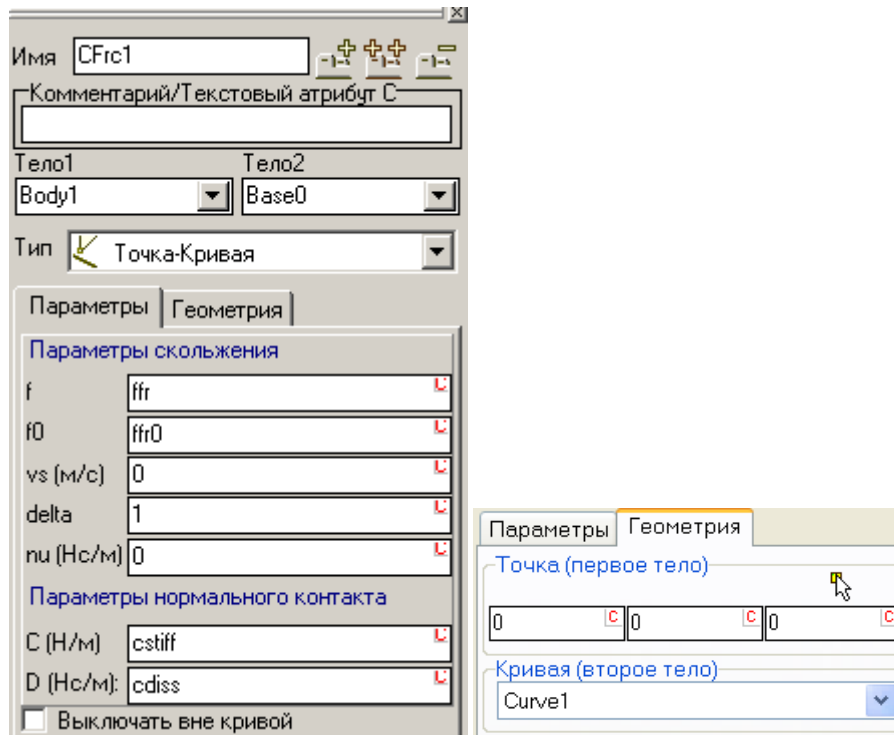 Имя CFrc1
Комментарий/Текстовый атрибут C
Тело1 Тело2
Body1 Base0
Тип Точка-Кривая
Параметры Геометрия
Параметры скольжения
f ffr C
f0 ffr0 C
vs (м/с) 0 C
delta 1 C
nu (Нс/м) 0 C
Параметры нормального контакта
C (Н/м) cstiff C
D (Нс/м): cdiss C
Выключать вне кривой
Параметры Геометрия
Точка (первое тело)
0 C 0 C 0 C
Кривая (второе тело)
Curve1